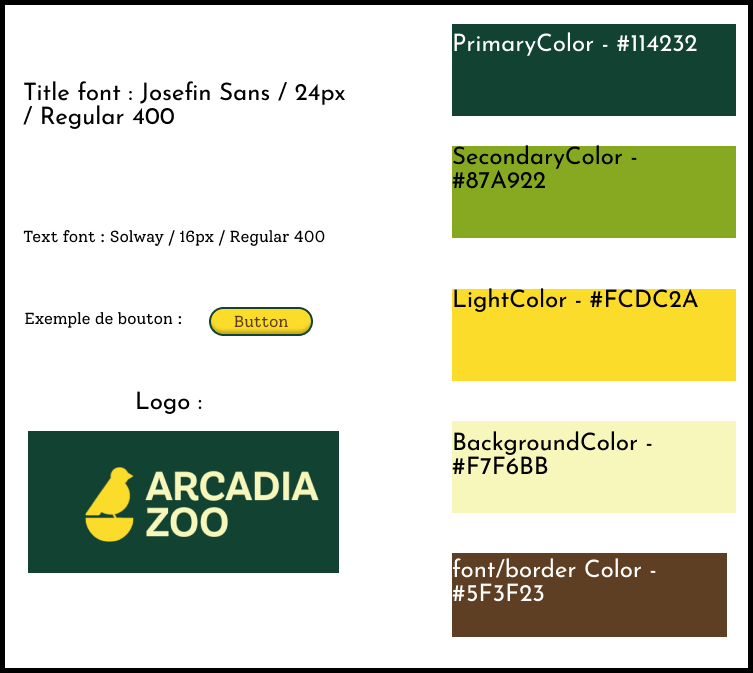 Title font : Josefin Sans / 24px
/ Regular 400
Text font : Solway / 16px / Regular 400
Exemple de bouton :
Button
Logo :
ARCADIA
ZOO
PrimaryColor - #114232
SecondaryColor -
#87A922
LightColor - #FCDC2A
BackgroundColor -
#F7F6BB
font/border Color -
#5F3F23